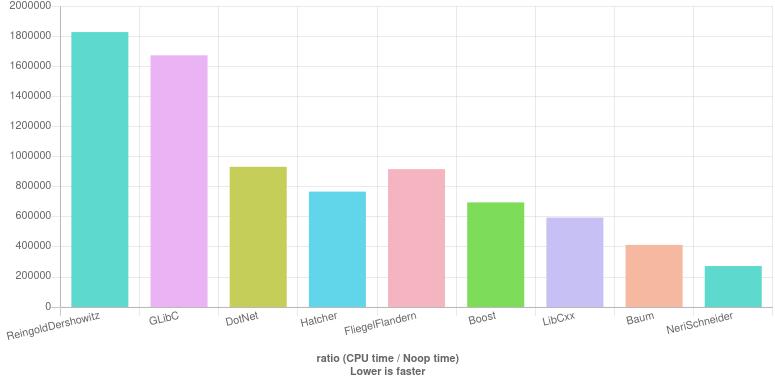 2000000
1800000
1600000
1400000
1200000
1000000
800000
600000
400000
200000
0
ReingoldDershowitz
GLibC
DotNet
Hatcher
FliegelFlandern
Boost
LibCxx
Baum
NeriSchneider
ratio (CPU time / Noop time)
Lower is faster